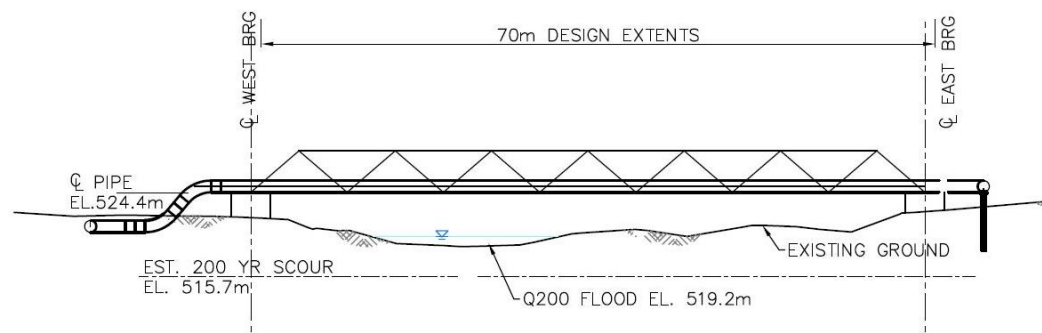 70m DESIGN EXTENTS
℄ WEST BRG
℄ EAST BRG
℄ PIPE
EL.524.4m
EXISTING GROUND
EST. 200 YR SCOUR
EL. 515.7m
Q200 FLOOD EL. 519.2m